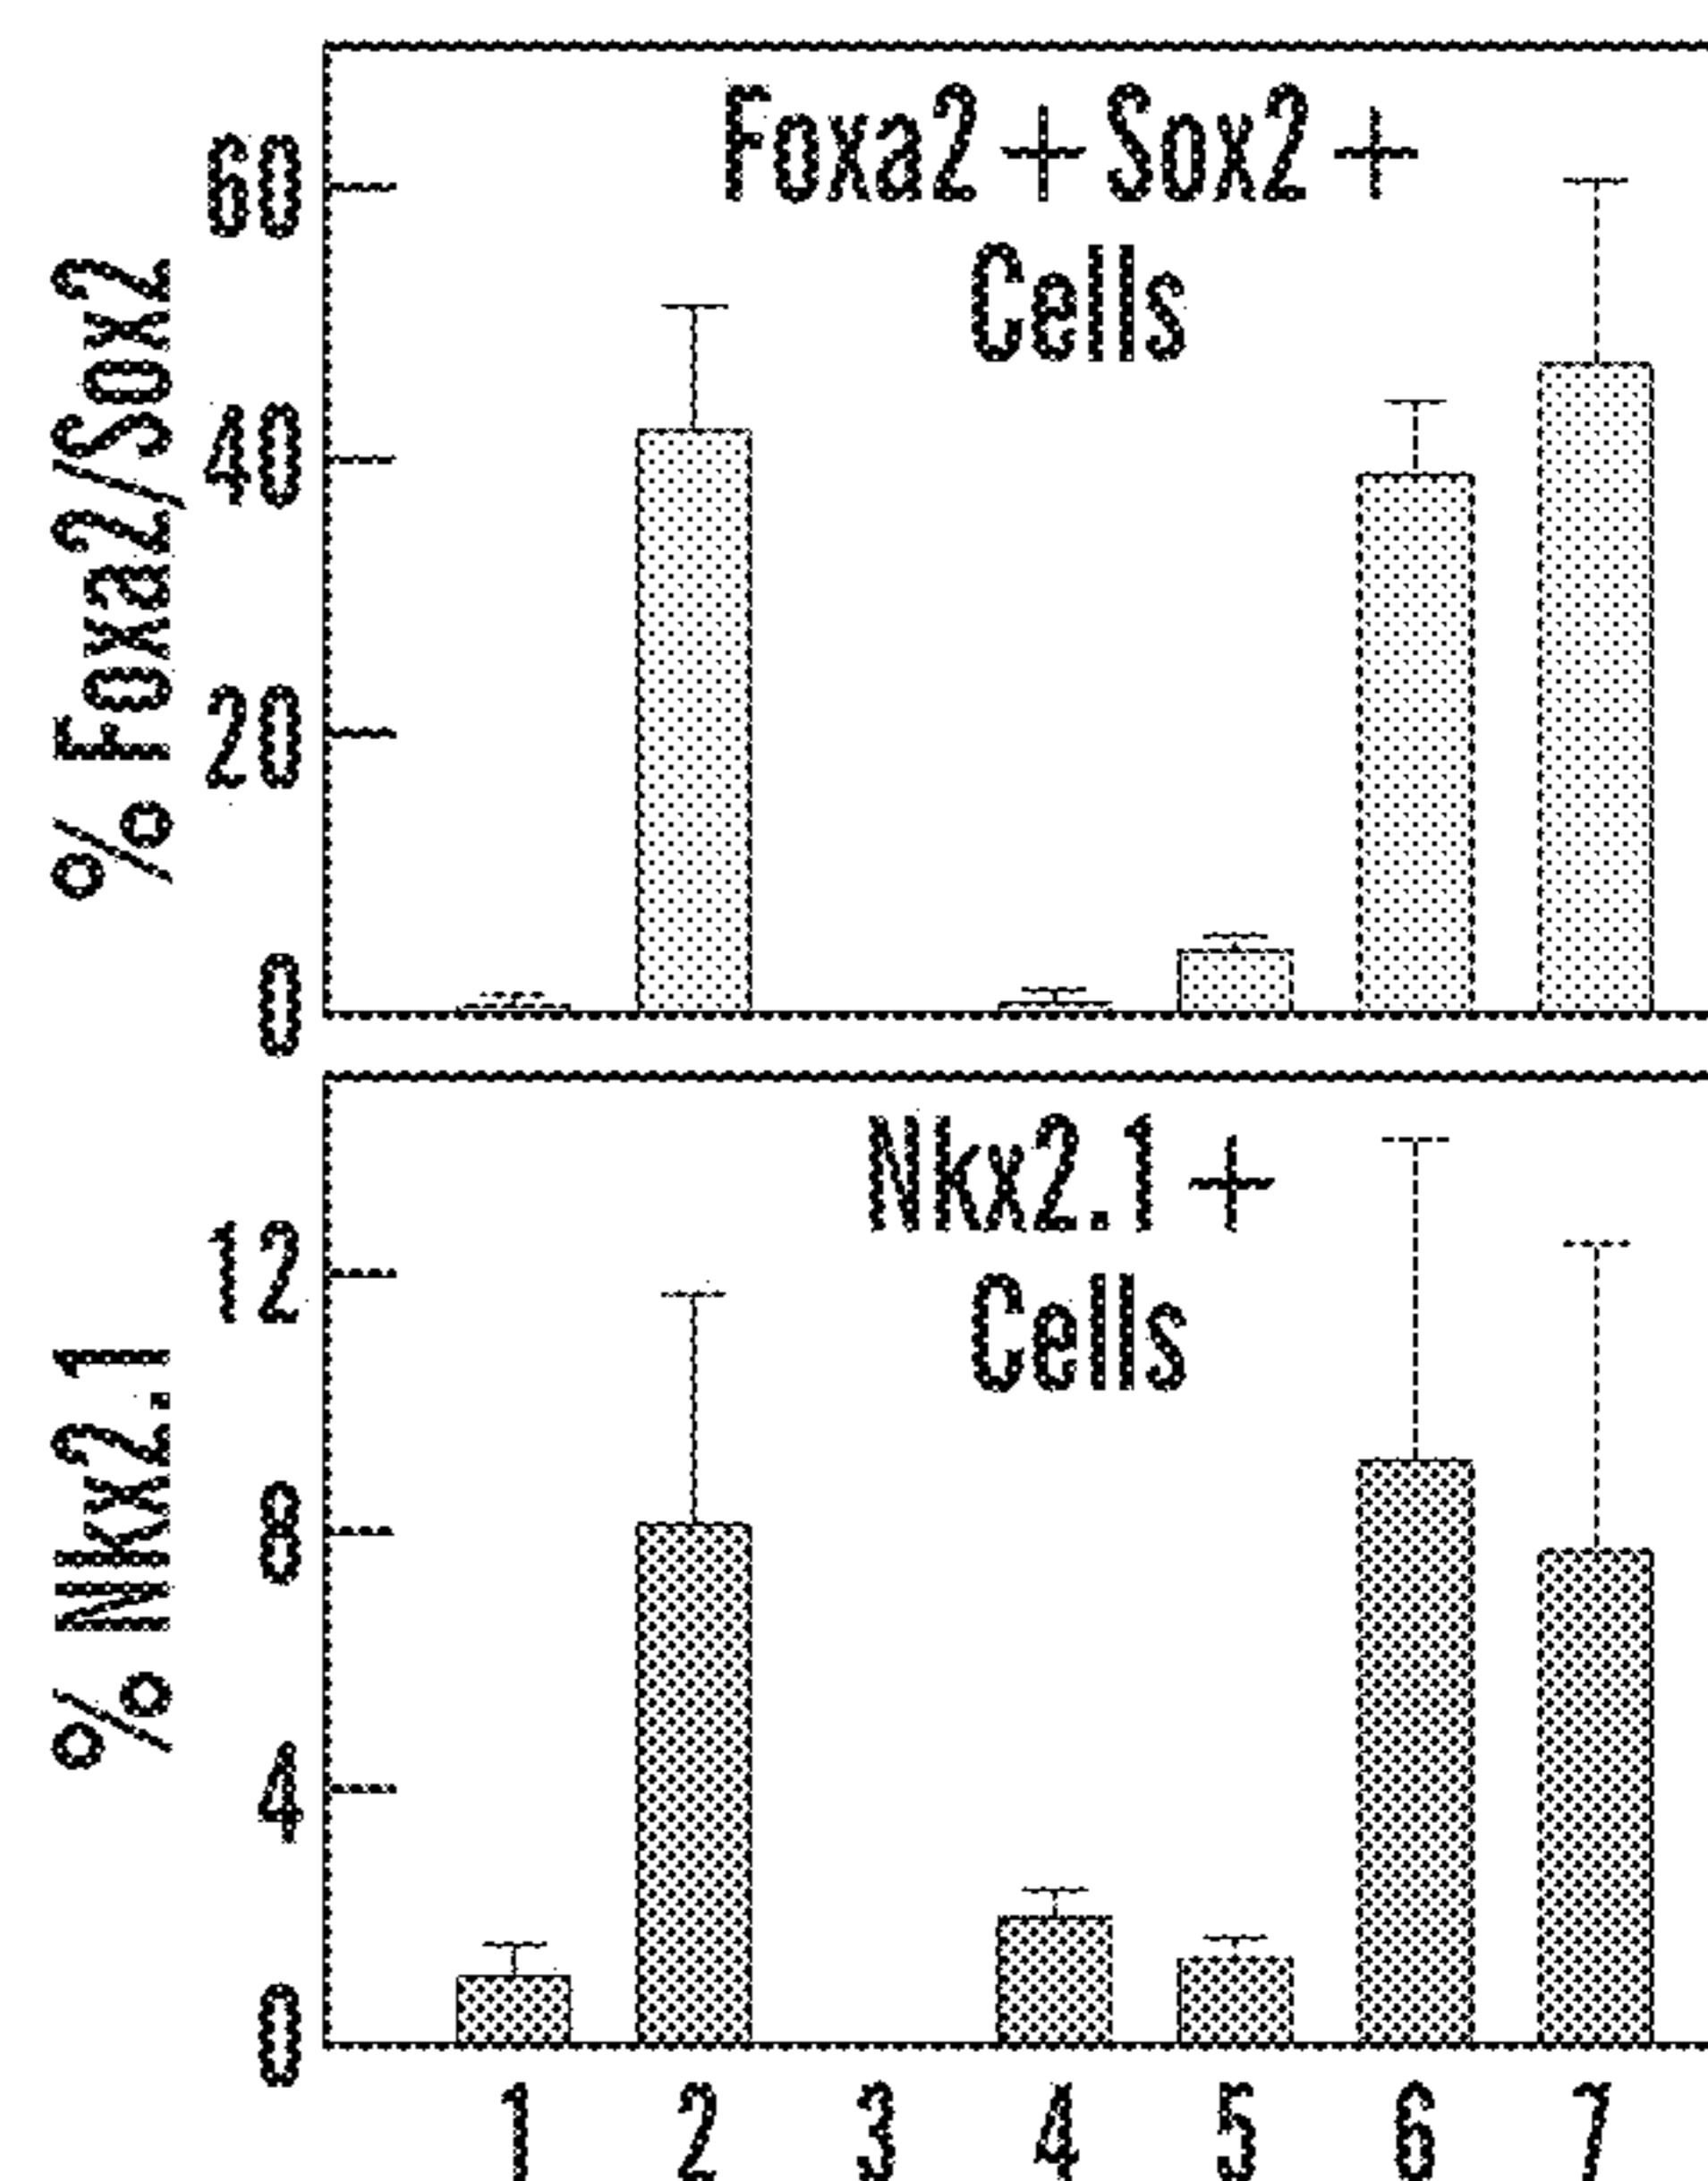 Foxa2+Sox2+
Cells
% Foxa2/Sox2
60
40
20
0
Nkx2.1+
Cells
% Nkx2.1
12
8
4
0
1 2 3 4 5 6 7